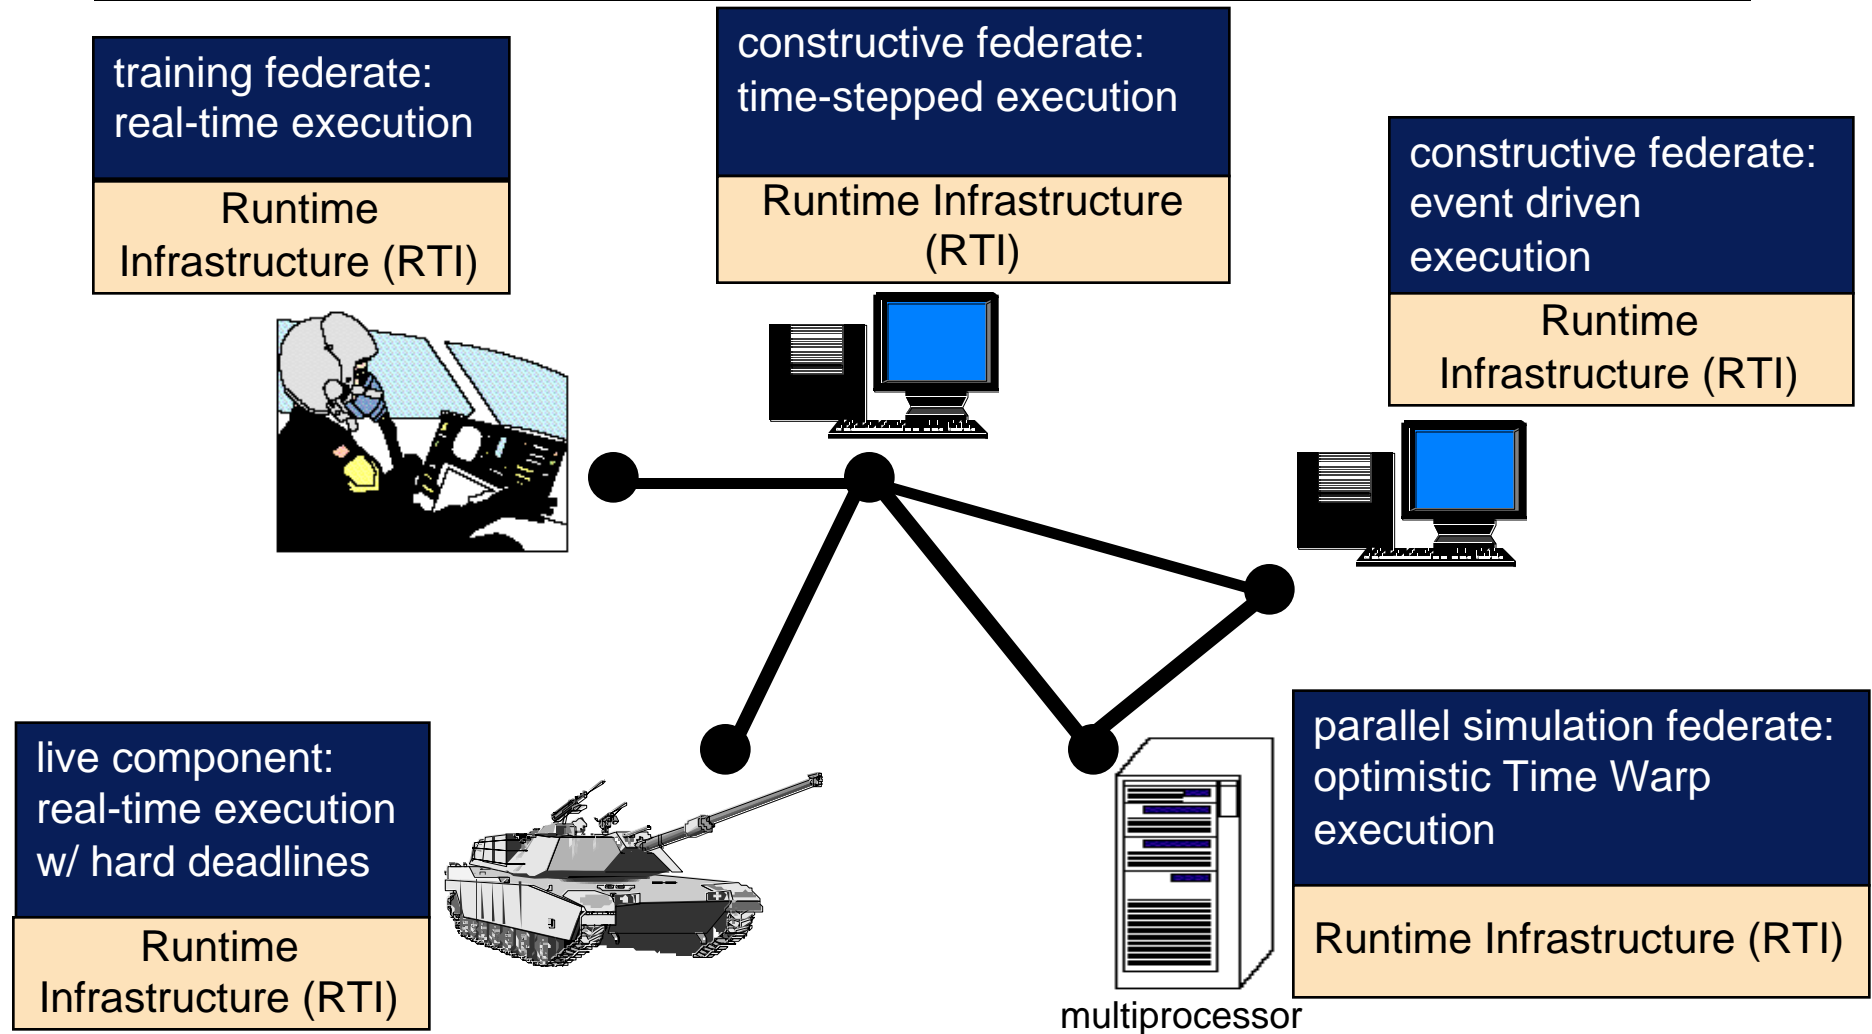 training federate:
real-time execution
Runtime
Infrastructure (RTI)
constructive federate:
time-stepped execution
Runtime Infrastructure
(RTI)
constructive federate:
event driven
execution
Runtime
Infrastructure (RTI)
live component:
real-time execution
w/ hard deadlines
Runtime
Infrastructure (RTI)
parallel simulation federate:
optimistic Time Warp
execution
Runtime Infrastructure (RTI)
multiprocessor